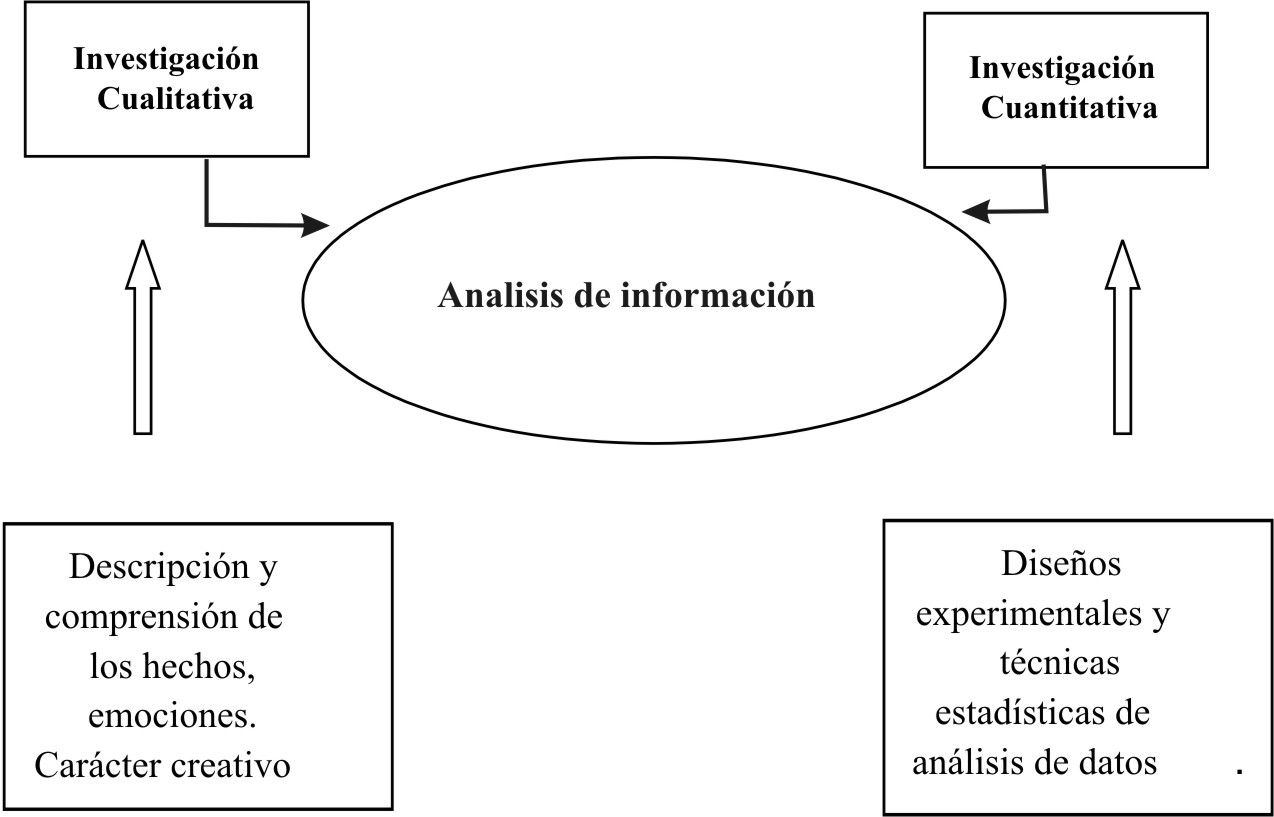 Investigación
Cualitativa
Investigación
Cuantitativa
Analisis de información
Descripción y
comprensión de
los hechos,
emociones.
Carácter creativo
Diseños
experimentales y
técnicas
estadísticas de
análisis de datos .